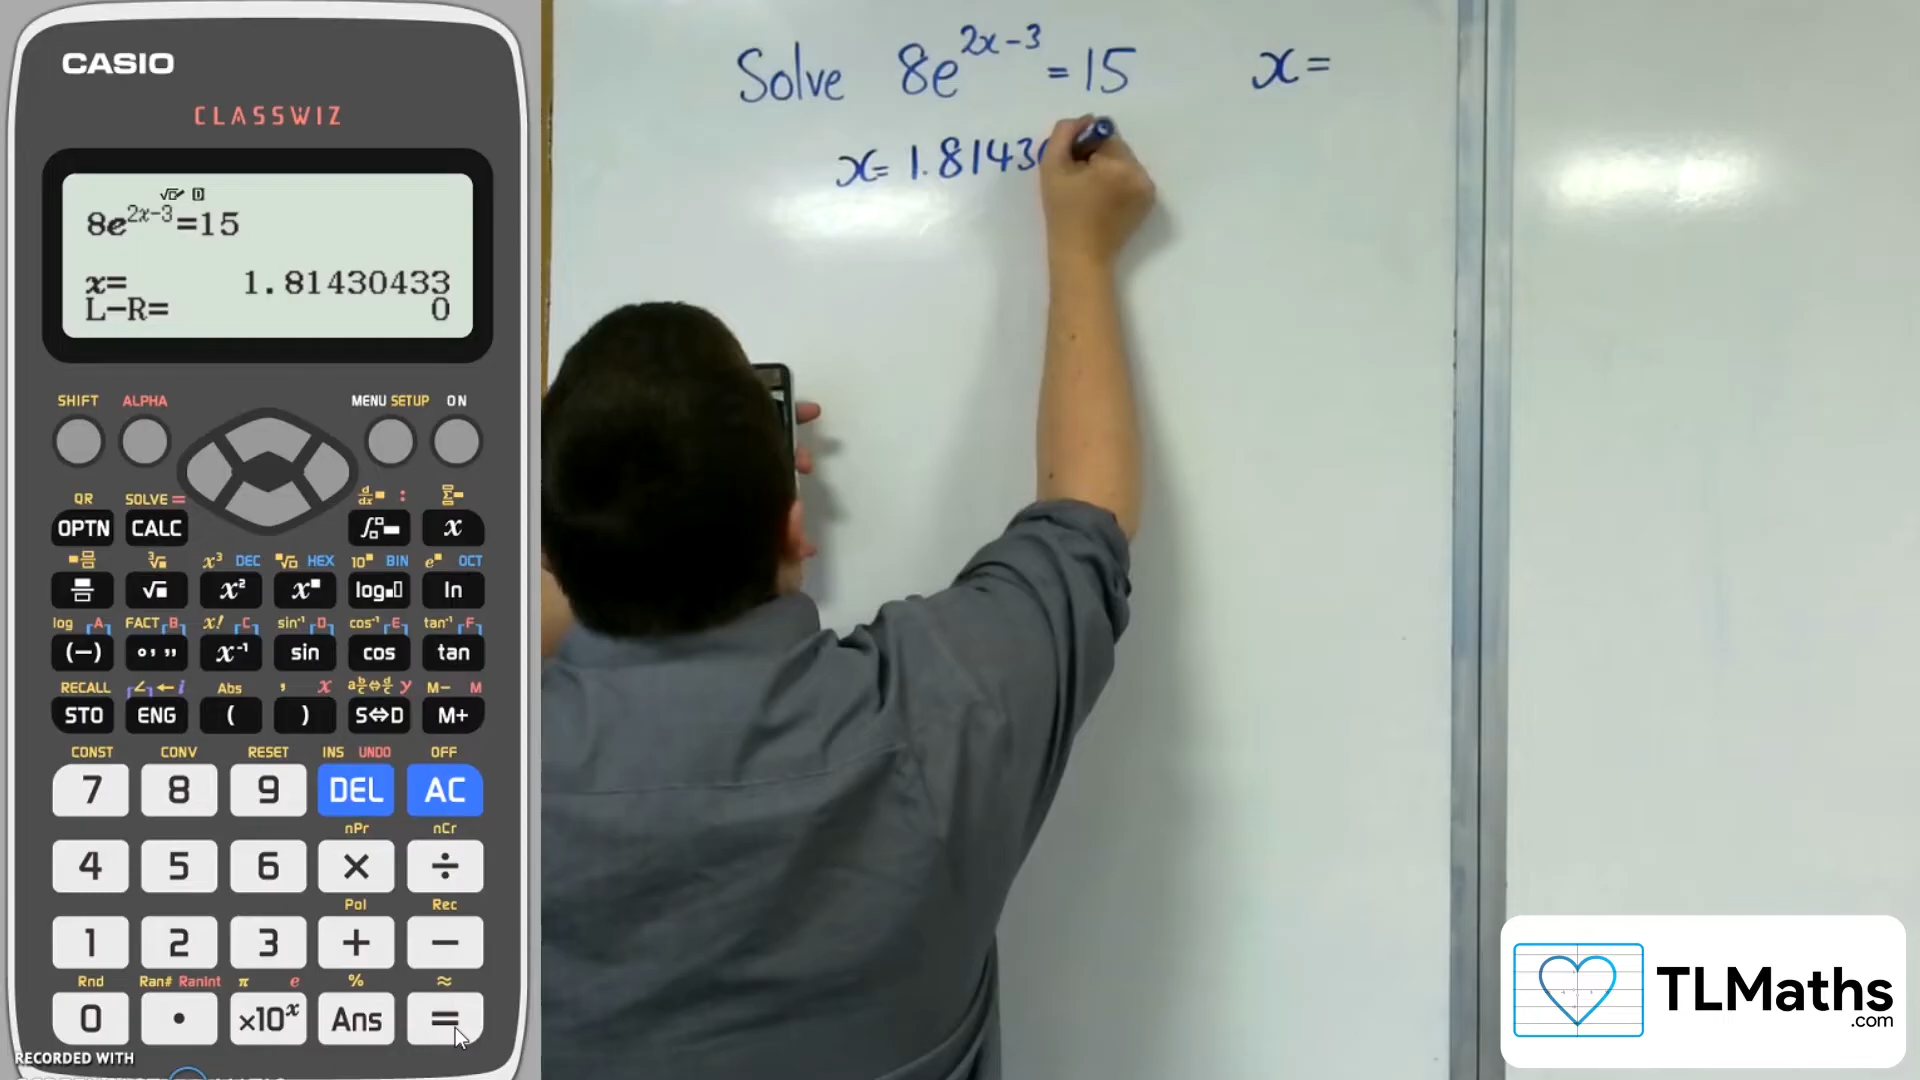 CASIO
CLASSWIZ
8e^{2x-3}=15
x= 1.81430433
L-R= 0
SHIFT ALPHA MENU SETUP ON
QR SOLVE = d/dx :
OPTN CALC x
x³ DEC HEX 10 BIN e OCT
x² x log ln
log A FACT B x! C sin⁻¹ D cos⁻¹ E tan⁻¹ F
(−) °’” x⁻¹ sin cos tan
RECALL ∠ ← i Abs , x a b/c ⇔ d/c y M− M
STO ENG ( ) S⇔D M+
CONST CONV RESET INS UNDO OFF
7 8 9 DEL AC
nPr nCr
4 5 6 × ÷
Pol Rec
1 2 3 + −
Rnd Ran# RanInt π e % ≈
0 • ×10ˣ Ans =
RECORDED WITH
Solve 8e^{2x-3} = 15 x =
x = 1.8143
TLMaths
.com